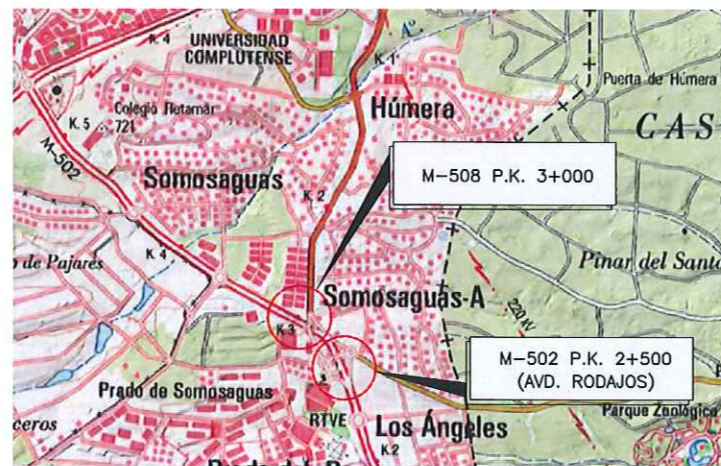 K. 4
UNIVERSIDAD
COMPLUTENSE
Aº
K. 1
Puerta de Húmera
Colegio Retamar
721
Húmera
K. 5
CAS
M-502
M-508 P.K. 3+000
Somosaguas
K. 2
K. 4
o de Pajares
Pinar del Santo
Somosaguas-A
220 kV
K. 3
M-502 P.K. 2+500
(AVD. RODAJOS)
Prado de Somosaguas
Parque Zoológico
RTVE
ceros
Los Ángeles
K. 2